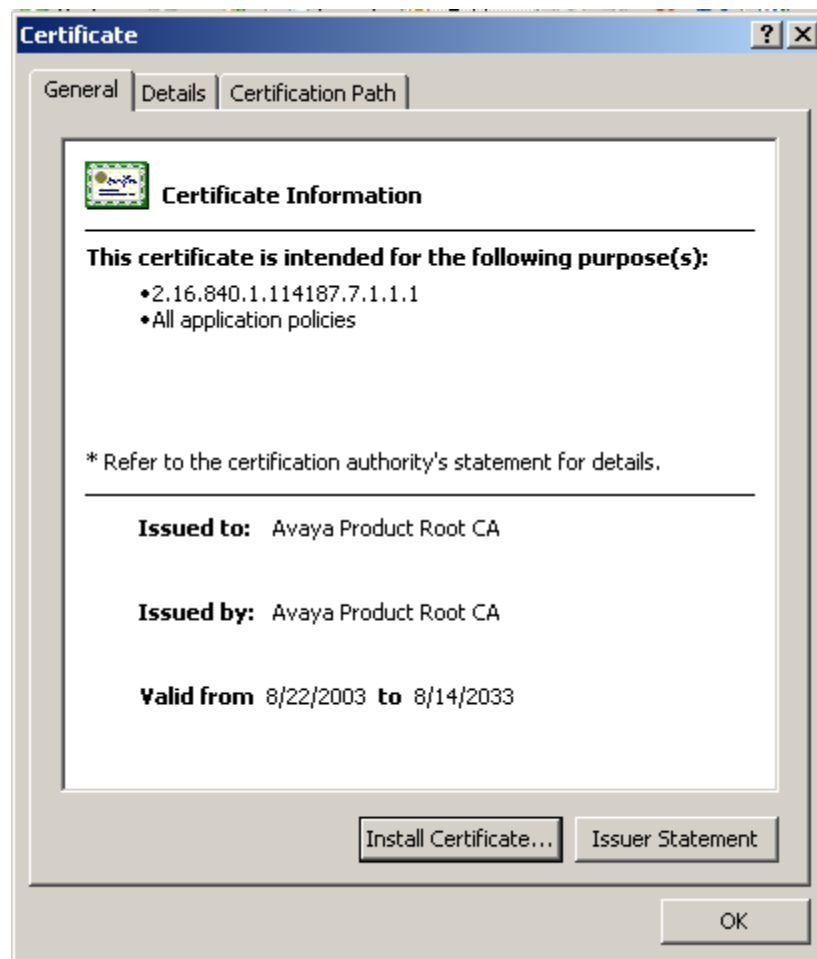 Certificate
General Details Certification Path
Certificate Information
This certificate is intended for the following purpose(s):
•2.16.840.1.114187.7.1.1.1
•All application policies
* Refer to the certification authority's statement for details.
Issued to: Avaya Product Root CA
Issued by: Avaya Product Root CA
Valid from 8/22/2003 to 8/14/2033
Install Certificate... Issuer Statement
OK